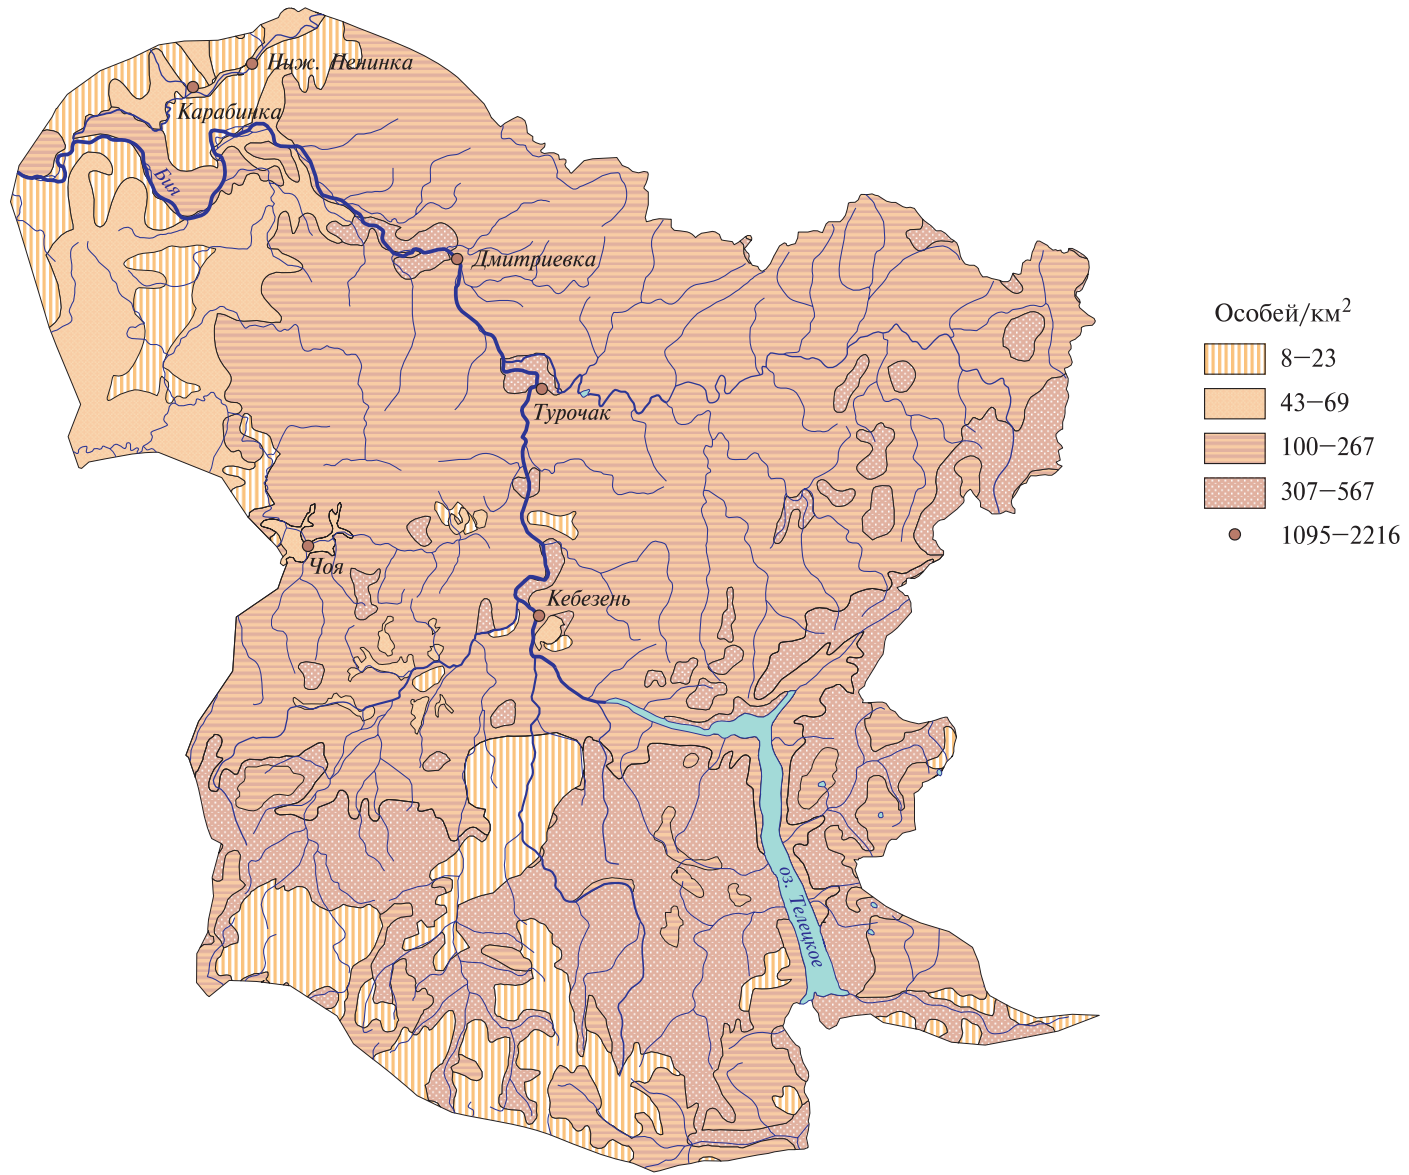 Ниж. Ненинка
Карабинка
Бия
Дмитриевка
Турочак
Чоя
Кебезень
оз. Телецкое
Особей/км²
8–23
43–69
100–267
307–567
1095–2216